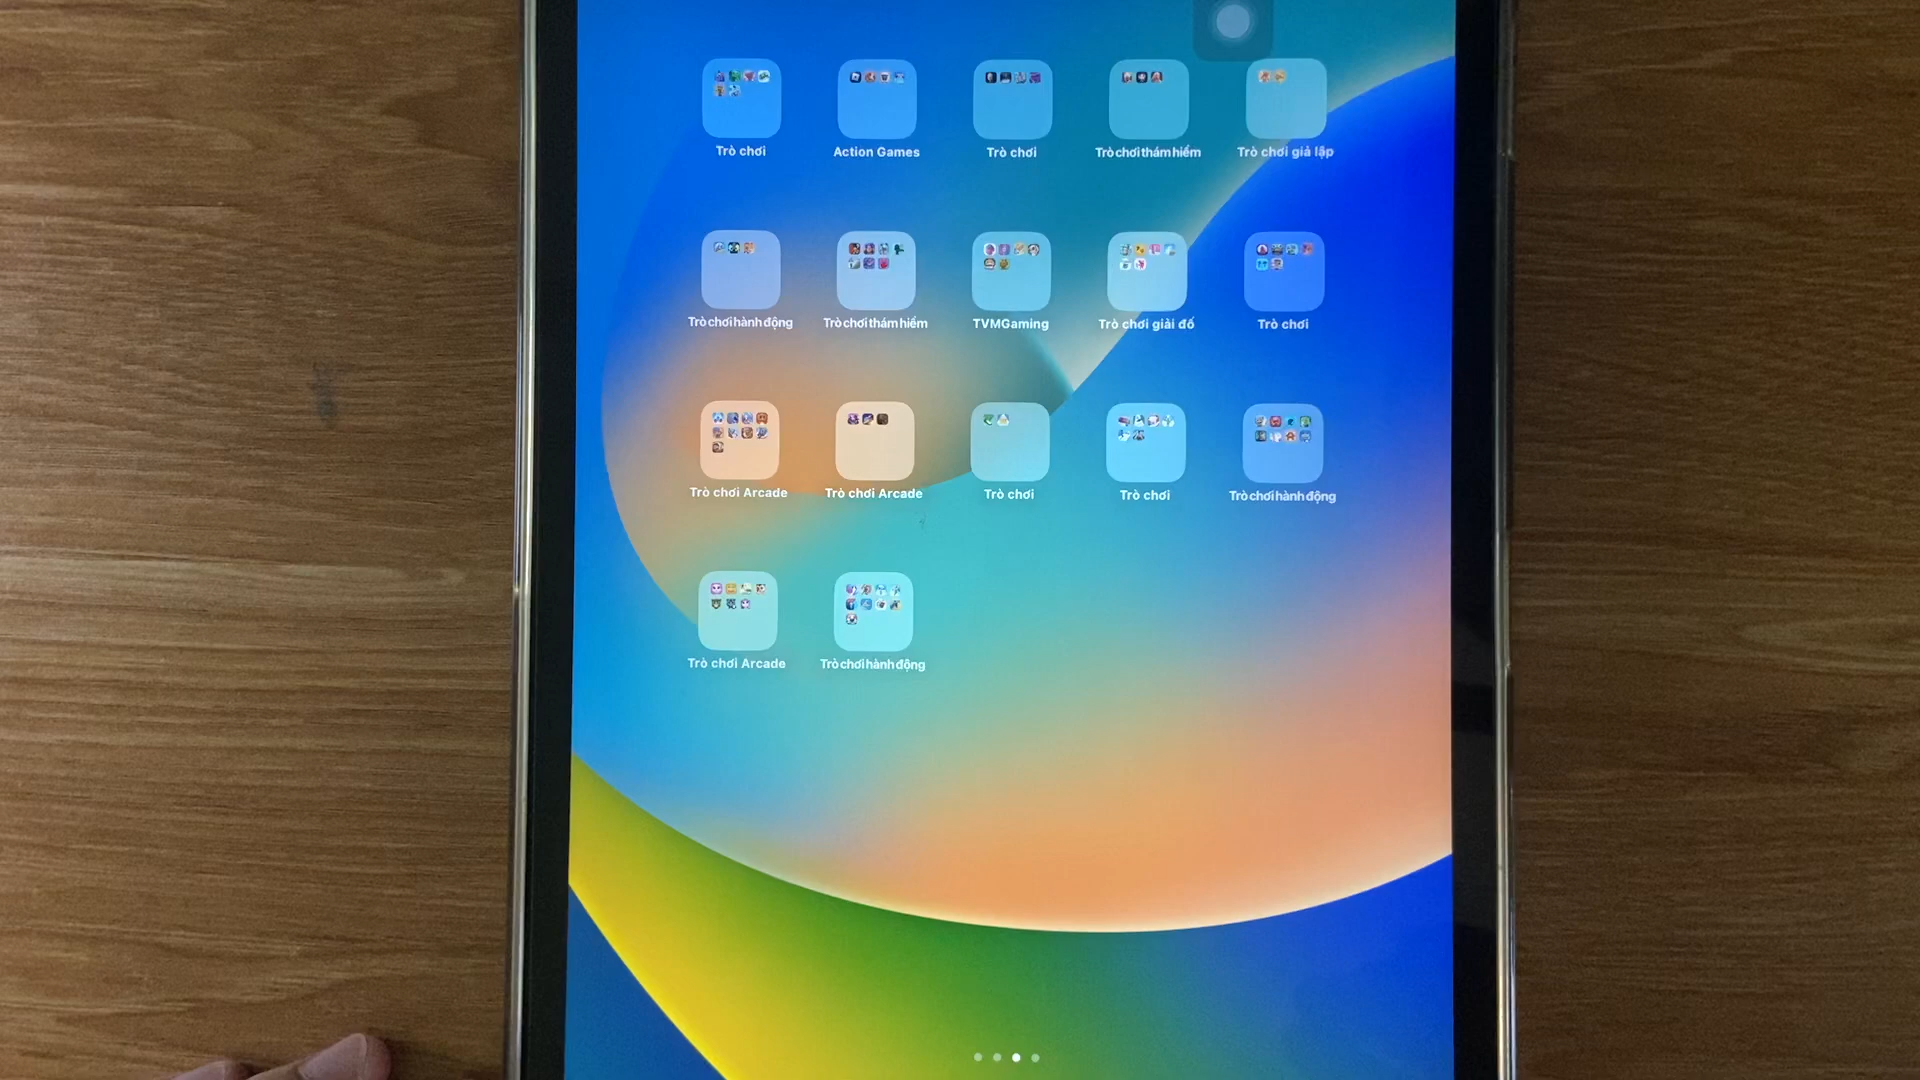 Trò chơi
Action Games
Trò chơi
Trò chơi thám hiểm
Trò chơi giả lập
Trò chơi hành động
Trò chơi thám hiểm
TVMGaming
Trò chơi giải đố
Trò chơi
Trò chơi Arcade
Trò chơi Arcade
Trò chơi
Trò chơi
Trò chơi hành động
Trò chơi Arcade
Trò chơi hành động